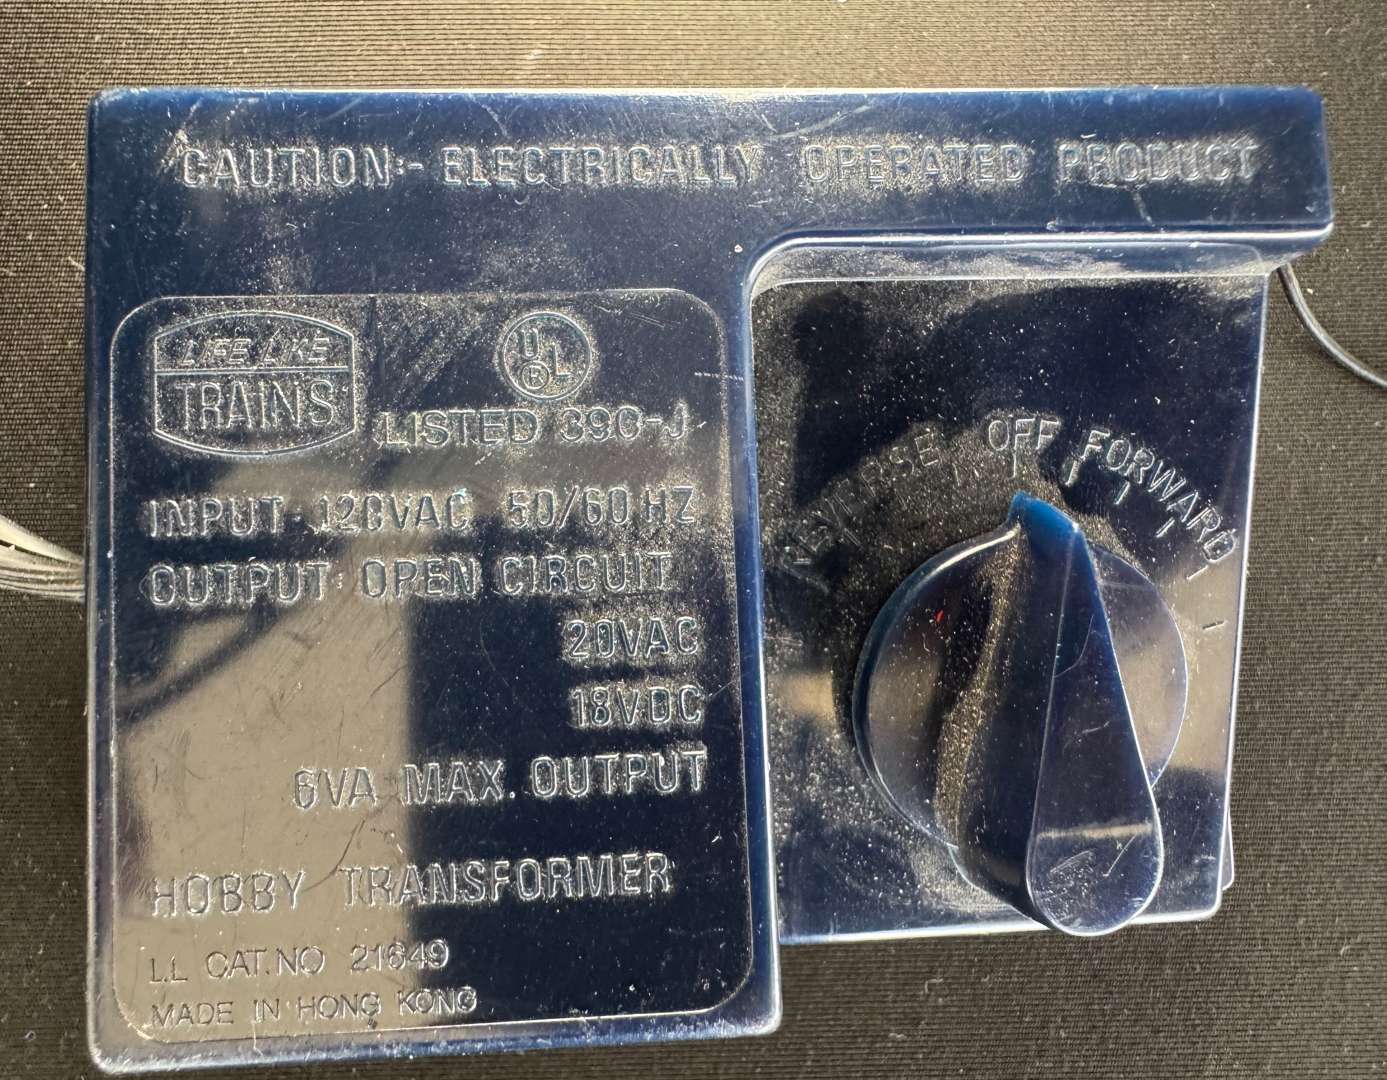 CAUTION:- ELECTRICALLY OPERATED PRODUCT
LIFE LIKE
TRAINS
UL
R
LISTED
INPUT- 120VAC 50/60 HZ
OUTPUT: OPEN CIRCUIT
20VAC
18VDC
6VA MAX. OUTPUT
HOBBY TRANSFORMER
L.L CAT.NO 21649
MADE IN HONG KONG
REVERSE OFF FORWARD